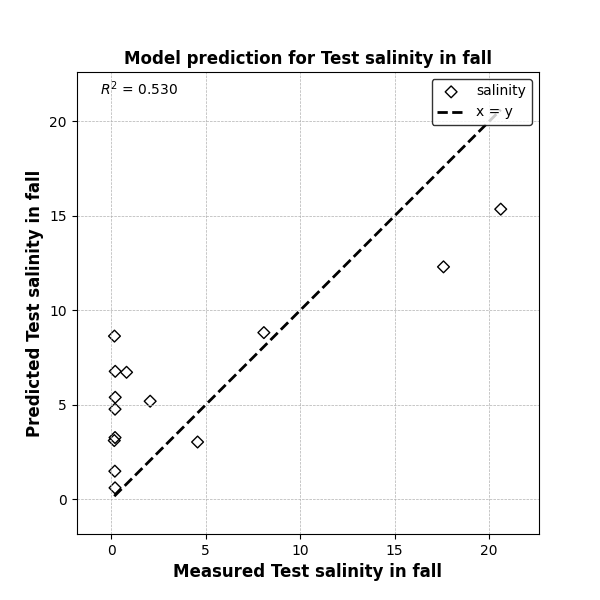 Model prediction for Test salinity in fall
R² = 0.530
salinity
x = y
Predicted Test salinity in fall
20
15
10
5
0
0 5 10 15 20
Measured Test salinity in fall